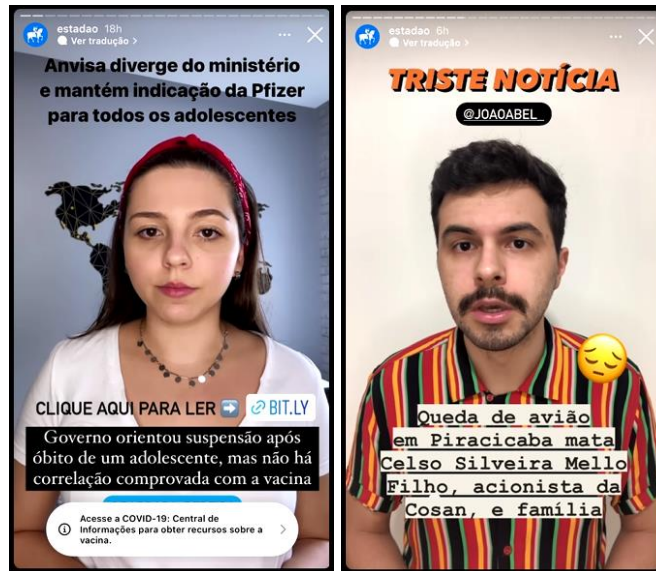 estadao 18h
Ver tradução >
Anvisa diverge do ministério
e mantém indicação da Pfizer
para todos os adolescentes
CLIQUE AQUI PARA LER
BIT.LY
Governo orientou suspensão após
óbito de um adolescente, mas não há
correlação comprovada com a vacina
Acesse a COVID-19: Central de
Informações para obter recursos sobre a
vacina.
estadao 6h
Ver tradução >
TRISTE NOTÍCIA
@JOAOABEL_
Queda de avião
em Piracicaba mata
Celso Silveira Mello
Filho, acionista da
Cosan, e família